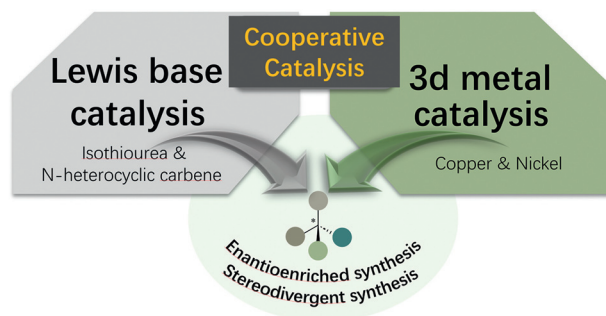 Cooperative
Catalysis
Lewis base
catalysis
Isothiourea &
N-heterocyclic carbene
3d metal
catalysis
Copper & Nickel
*
Enantioenriched synthesis
Stereodivergent synthesis